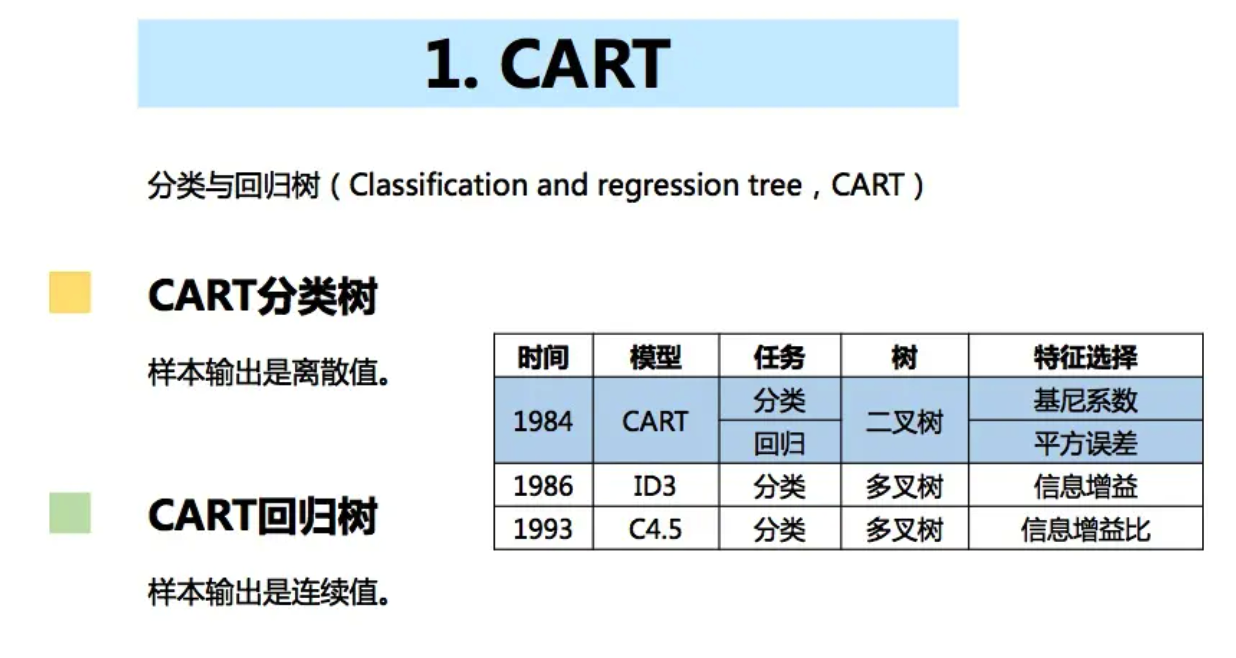 1. CART
分类与回归树（Classification and regression tree，CART）
CART分类树
样本输出是离散值。
CART回归树
样本输出是连续值。
时间 模型 任务 树 特征选择
1984 CART 分类 二叉树 基尼系数
回归 平方误差
1986 ID3 分类 多叉树 信息增益
1993 C4.5 分类 多叉树 信息增益比